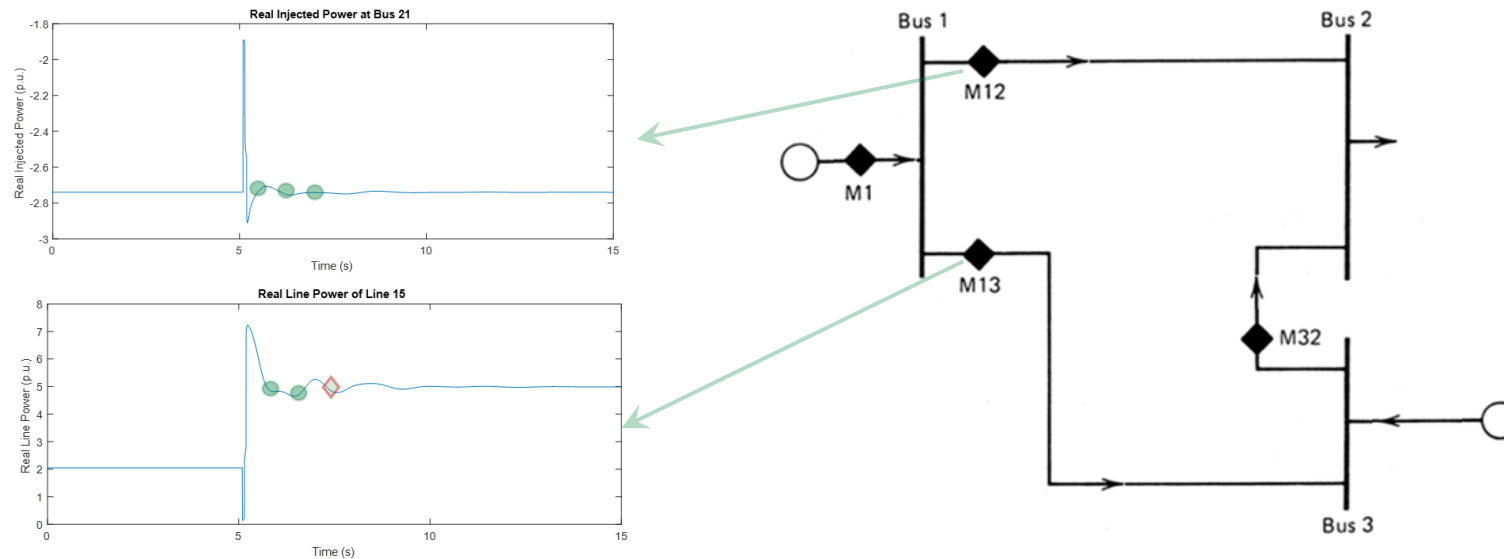 Real Injected Power at Bus 21
Real Injected Power (p.u.)
-1.8
-2
-2.2
-2.4
-2.6
-2.8
-3
0 5 10 15
Time (s)
Real Line Power of Line 15
Real Line Power (p.u.)
8
7
6
5
4
3
2
1
0
0 5 10 15
Time (s)
Bus 1
Bus 2
M12
M1
M13
M32
Bus 3